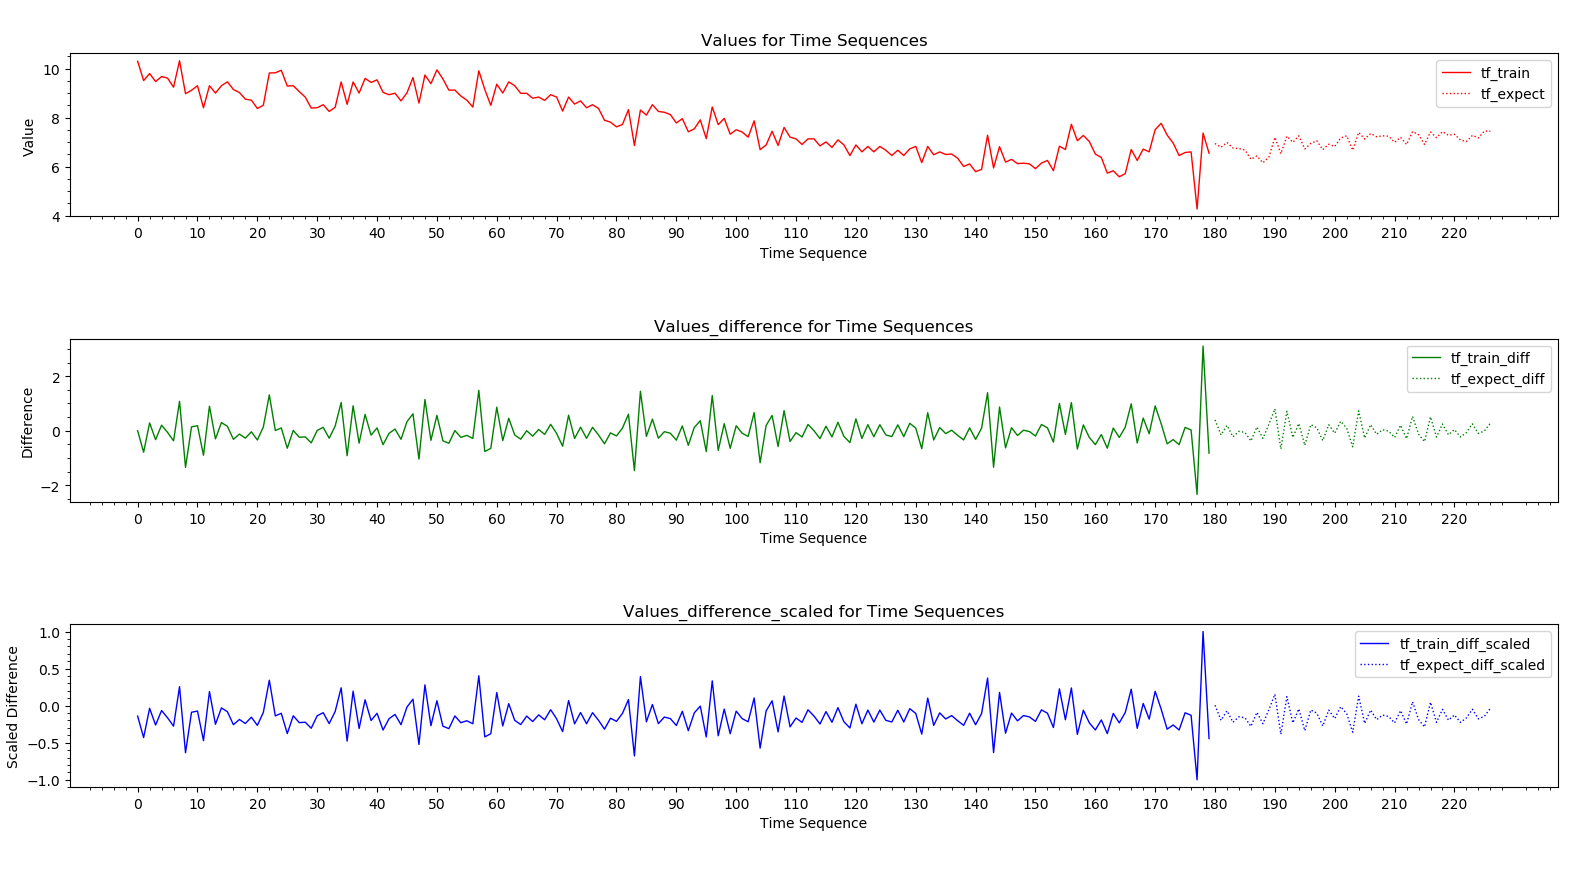 Values for Time Sequences
tf_train
tf_expect
10
8
6
4
Value
0 10 20 30 40 50 60 70 80 90 100 110 120 130 140 150 160 170 180 190 200 210 220
Time Sequence
Values_difference for Time Sequences
tf_train_diff
tf_expect_diff
2
0
−2
Difference
0 10 20 30 40 50 60 70 80 90 100 110 120 130 140 150 160 170 180 190 200 210 220
Time Sequence
Values_difference_scaled for Time Sequences
tf_train_diff_scaled
tf_expect_diff_scaled
1.0
0.5
0.0
−0.5
−1.0
Scaled Difference
0 10 20 30 40 50 60 70 80 90 100 110 120 130 140 150 160 170 180 190 200 210 220
Time Sequence